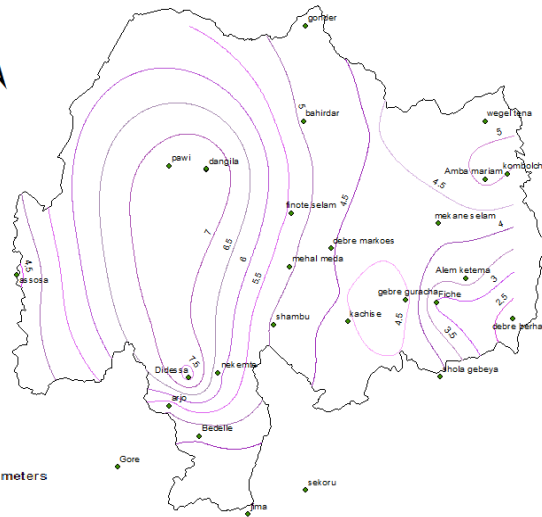 gonder
5
bahirdar
wegel tena
5
pawi
dangila
kombolch
Amba mariam
4.5
4.5
finote selam
7
mekane selam
4
6.5
debre markoes
6
mehal meda
4.5
assosa
5.5
Alem ketema
3
gebre guracha
Fiche
2.5
shambu
kachise
4.5
debre berha
3.5
7.5
Didessa
nekemte
shola gebeya
arjo
Bedelle
Gore
meters
sekoru
jima